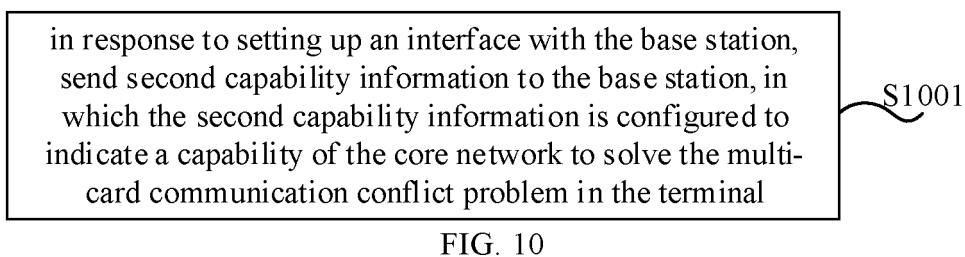 in response to setting up an interface with the base station,
send second capability information to the base station, in
which the second capability information is configured to
indicate a capability of the core network to solve the multi-
card communication conflict problem in the terminal
S1001
FIG. 10